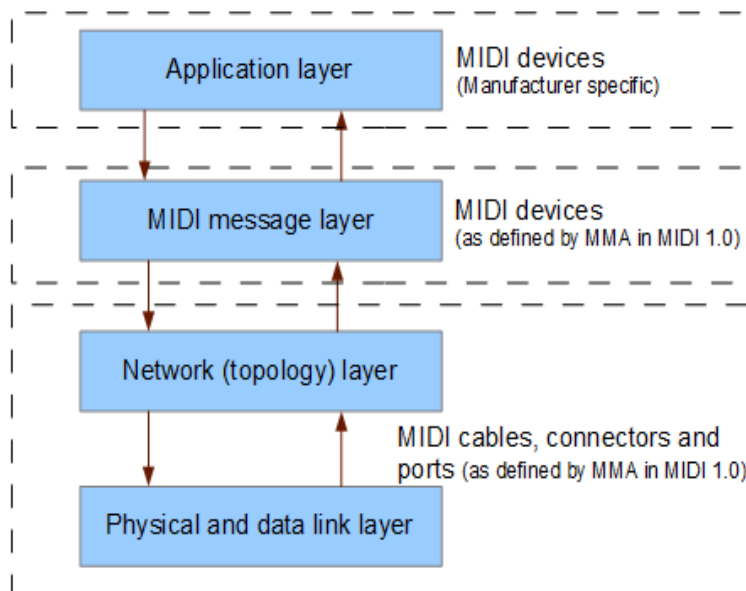 Application layer
MIDI devices
(Manufacturer specific)
MIDI message layer
MIDI devices
(as defined by MMA in MIDI 1.0)
Network (topology) layer
MIDI cables, connectors and
ports (as defined by MMA in MIDI 1.0)
Physical and data link layer